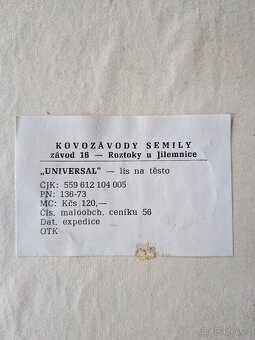 KOVOZÁVODY SEMILY
závod 16 — Roztoky u Jilemnice
„UNIVERSAL" — lis na těsto
ČJK: 559 612 104 005
PN: 136-73
MC: Kčs 120,—
Čís. maloobch. ceníku 56
Dat. expedice
OTK